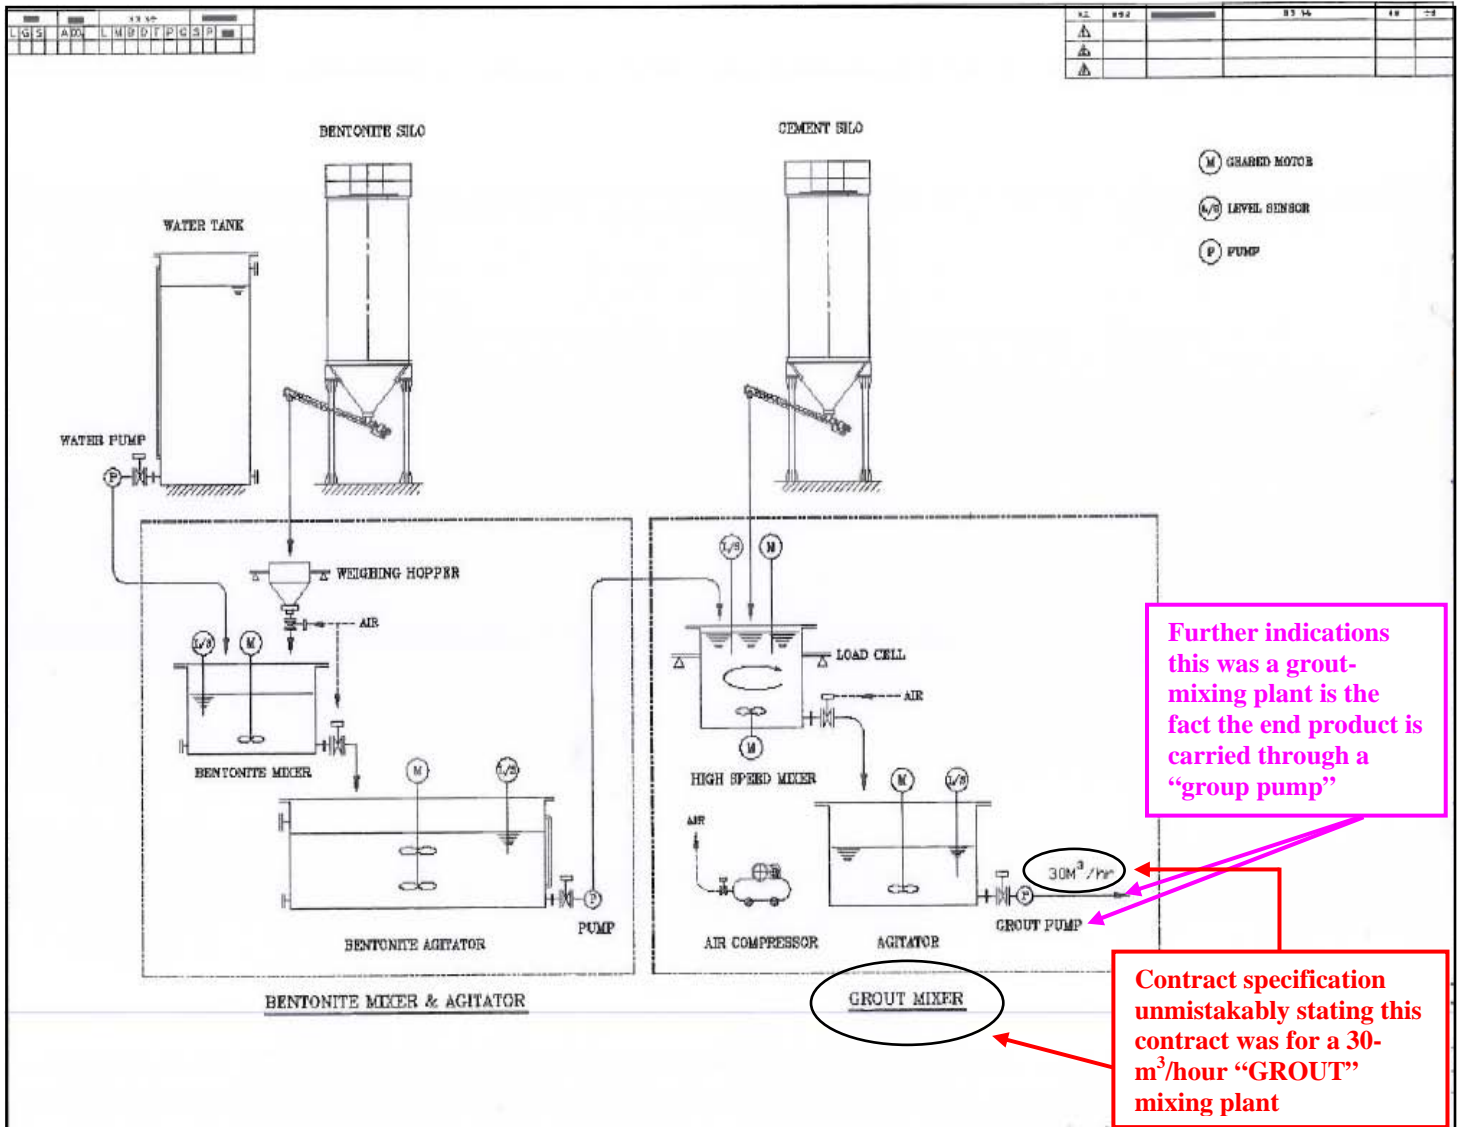 L G S A L M B D T P C S P
BENTONITE SILO
CEMENT SILO
M GEARED MOTOR
L/S LEVEL SENSOR
P PUMP
WATER TANK
WATER PUMP
P
WEIGHING HOPPER
AIR
L/S M
BENTONITE MIXER
M L/S
BENTONITE AGITATOR
P
PUMP
BENTONITE MIXER & AGITATOR
L/S M
LOAD CELL
AIR
M
HIGH SPEED MIXER
M L/S
AIR
AIR COMPRESSOR
AGITATOR
30M³/hr
P
GROUT PUMP
GROUT MIXER
Further indications
this was a grout-
mixing plant is the
fact the end product is
carried through a
“group pump”
Contract specification
unmistakably stating this
contract was for a 30-
m³/hour “GROUT”
mixing plant